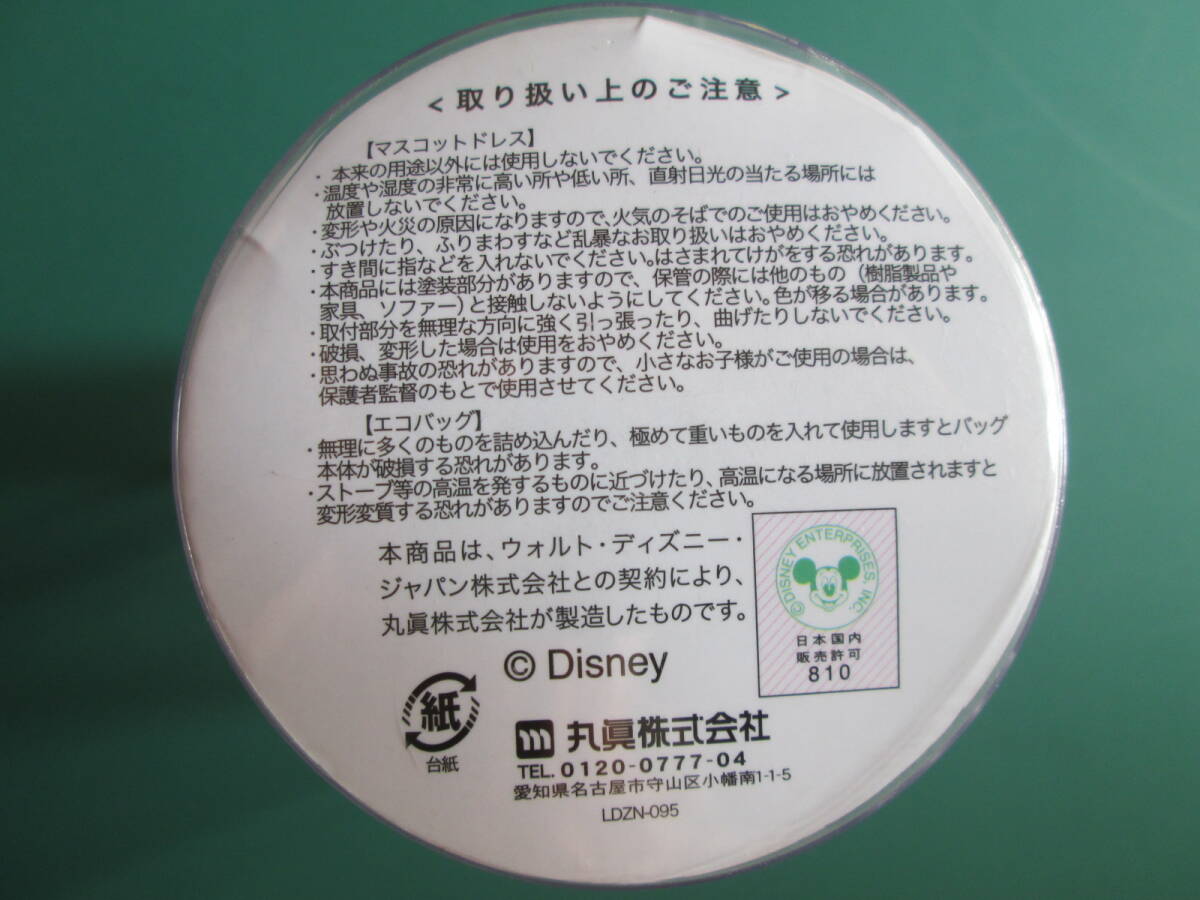 <取り扱い上のご注意>
【マスコットドレス】
・本来の用途以外には使用しないでください。
・温度や湿度の非常に高い所や低い所、直射日光の当たる場所には
放置しないでください。
・変形や火災の原因になりますので、火気のそばでのご使用はおやめください。
・ぶつけたり、ふりまわすなど乱暴なお取り扱いはおやめください。
・すき間に指などを入れないでください。はさまれてけがをする恐れがあります。
・本商品には塗装部分がありますので、保管の際には他のもの（樹脂製品や
家具、ソファー）と接触しないようにしてください。色が移る場合があります。
・取付部分を無理な方向に強く引っ張ったり、曲げたりしないでください。
・破損、変形した場合は使用をおやめください。
・思わぬ事故の恐れがありますので、小さなお子様がご使用の場合は、
保護者監督のもとで使用させてください。
【エコバッグ】
・無理に多くのものを詰め込んだり、極めて重いものを入れて使用しますとバッグ
本体が破損する恐れがあります。
・ストーブ等の高温を発するものに近づけたり、高温になる場所に放置されますと
変形変質する恐れがありますのでご注意ください。
本商品は、ウォルト・ディズニー・
ジャパン株式会社との契約により、
丸眞株式会社が製造したものです。
© Disney
©DISNEY ENTERPRISES, INC.
日本国内
販売許可
810
紙
台紙
m 丸眞株式会社
TEL. 0120-0777-04
愛知県名古屋市守山区小幡南1-1-5
LDZN-095